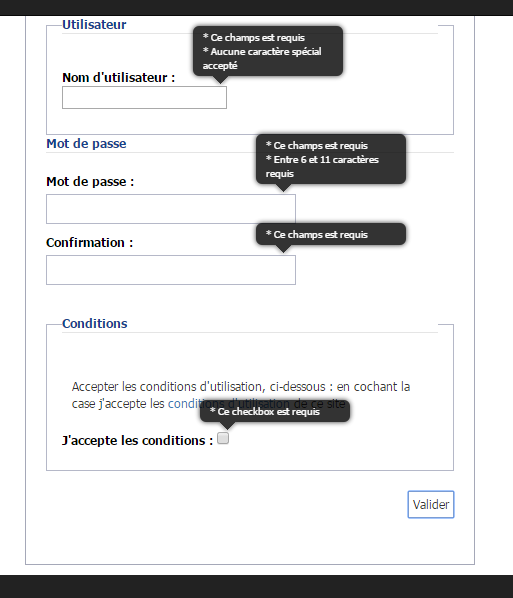 Utilisateur
* Ce champs est requis
* Aucune caractère spécial
accepté
Nom d'utilisateur :
Mot de passe
* Ce champs est requis
* Entre 6 et 11 caractères
requis
Mot de passe :
* Ce champs est requis
Confirmation :
Conditions
Accepter les conditions d'utilisation, ci-dessous : en cochant la
case j'accepte les conditions d'utilisation de ce site
* Ce checkbox est requis
J'accepte les conditions :
Valider